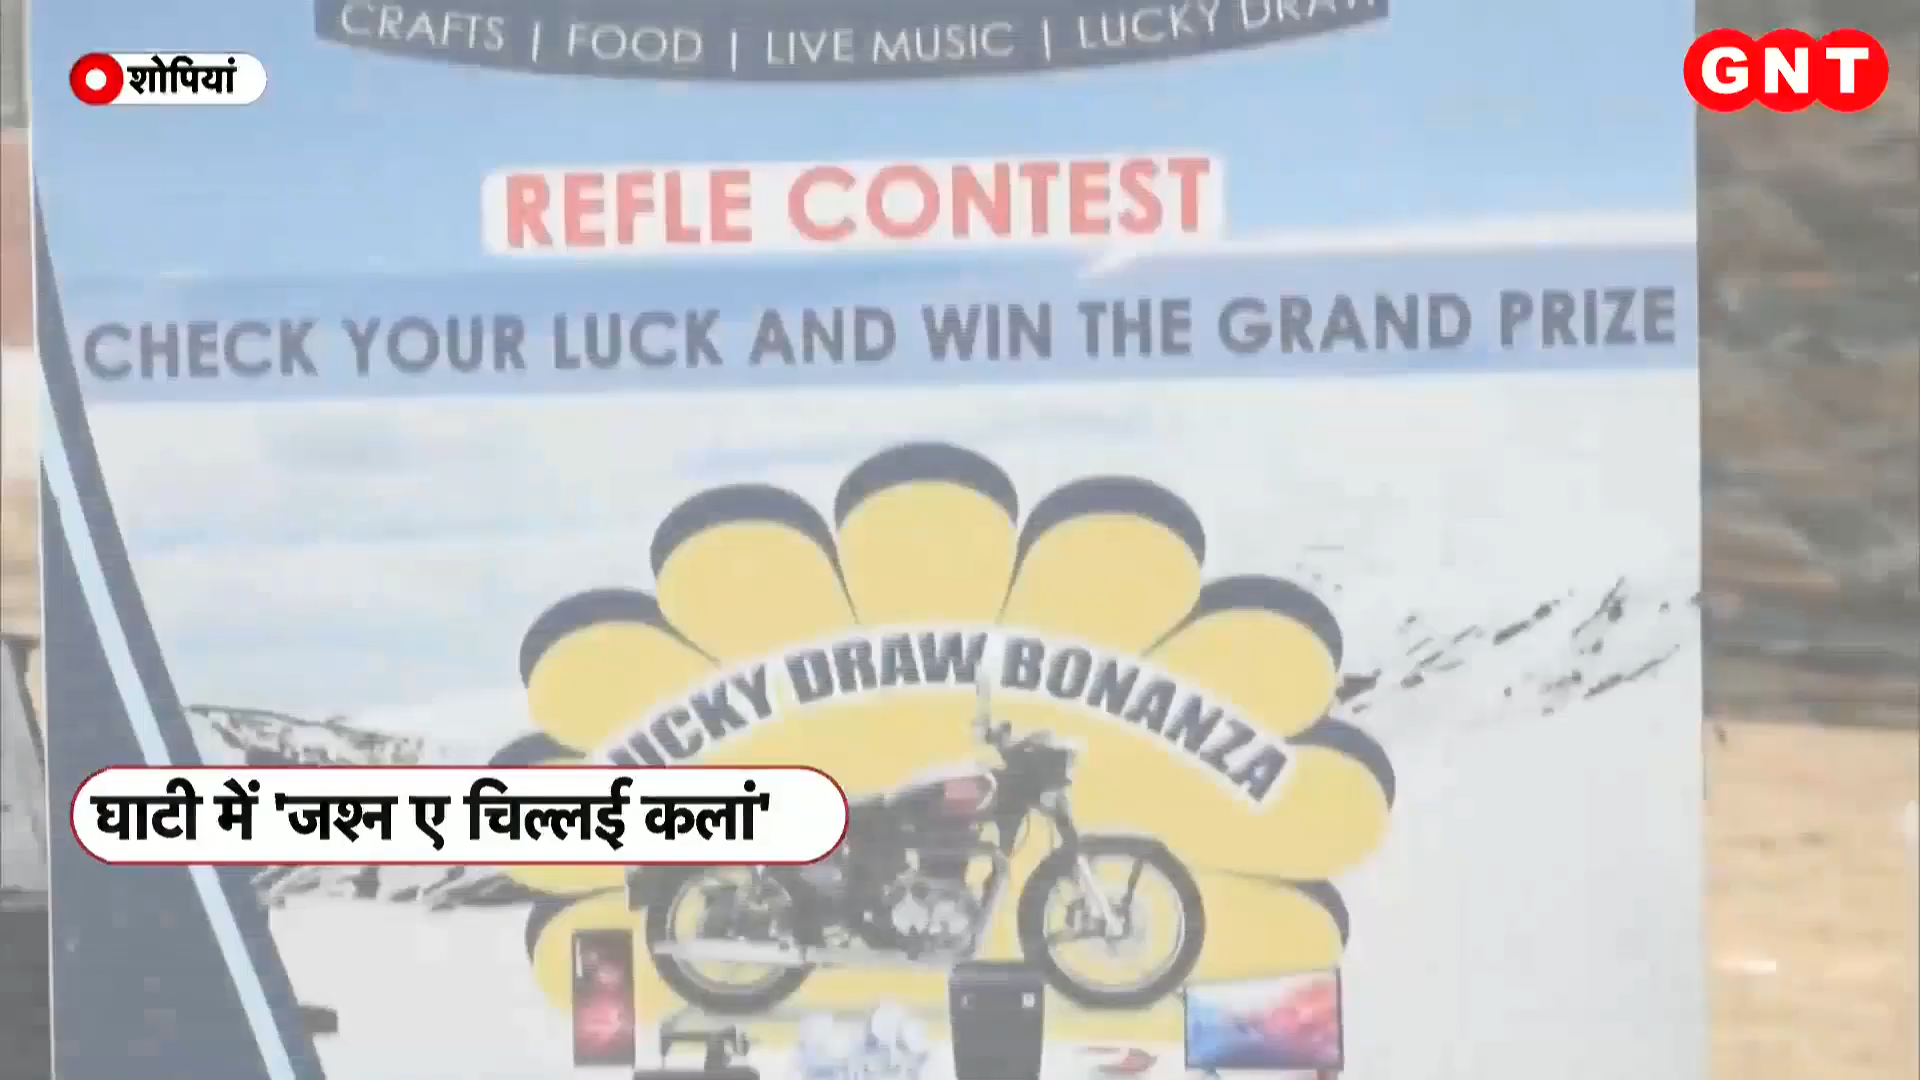 CRAFTS | FOOD | LIVE MUSIC | LUCKY DRAW
शोपियां
GNT
REFLE CONTEST
CHECK YOUR LUCK AND WIN THE GRAND PRIZE
LUCKY DRAW BONANZA
घाटी में 'जश्न ए चिल्लई कलां'